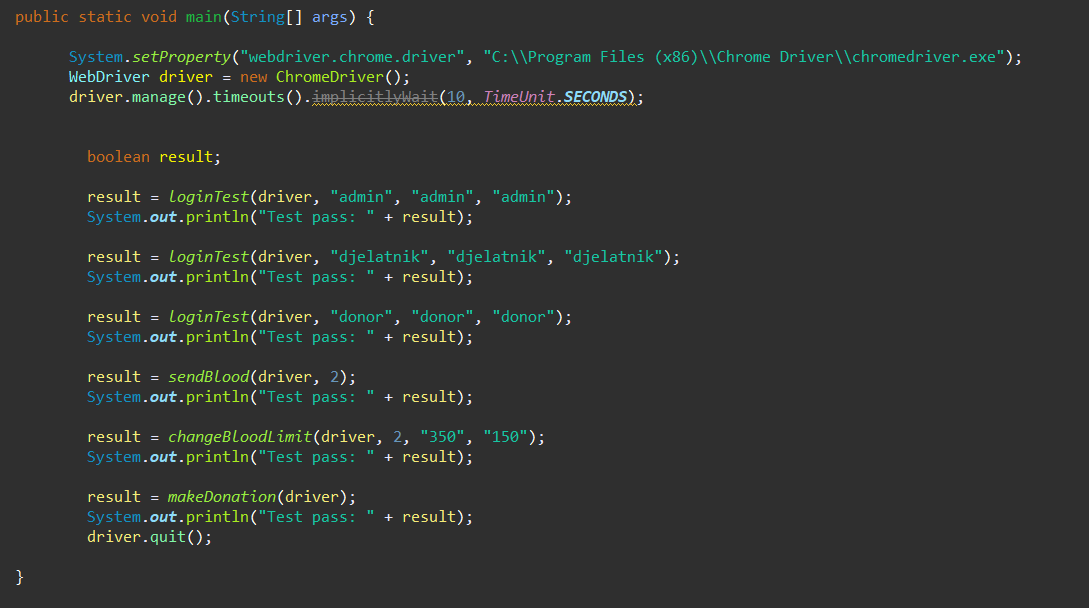 public static void main(String[] args) {
System.setProperty("webdriver.chrome.driver", "C:\\Program Files (x86)\\Chrome Driver\\chromedriver.exe");
WebDriver driver = new ChromeDriver();
driver.manage().timeouts().implicitlyWait(10, TimeUnit.SECONDS);
boolean result;
result = loginTest(driver, "admin", "admin", "admin");
System.out.println("Test pass: " + result);
result = loginTest(driver, "djelatnik", "djelatnik", "djelatnik");
System.out.println("Test pass: " + result);
result = loginTest(driver, "donor", "donor", "donor");
System.out.println("Test pass: " + result);
result = sendBlood(driver, 2);
System.out.println("Test pass: " + result);
result = changeBloodLimit(driver, 2, "350", "150");
System.out.println("Test pass: " + result);
result = makeDonation(driver);
System.out.println("Test pass: " + result);
driver.quit();
}